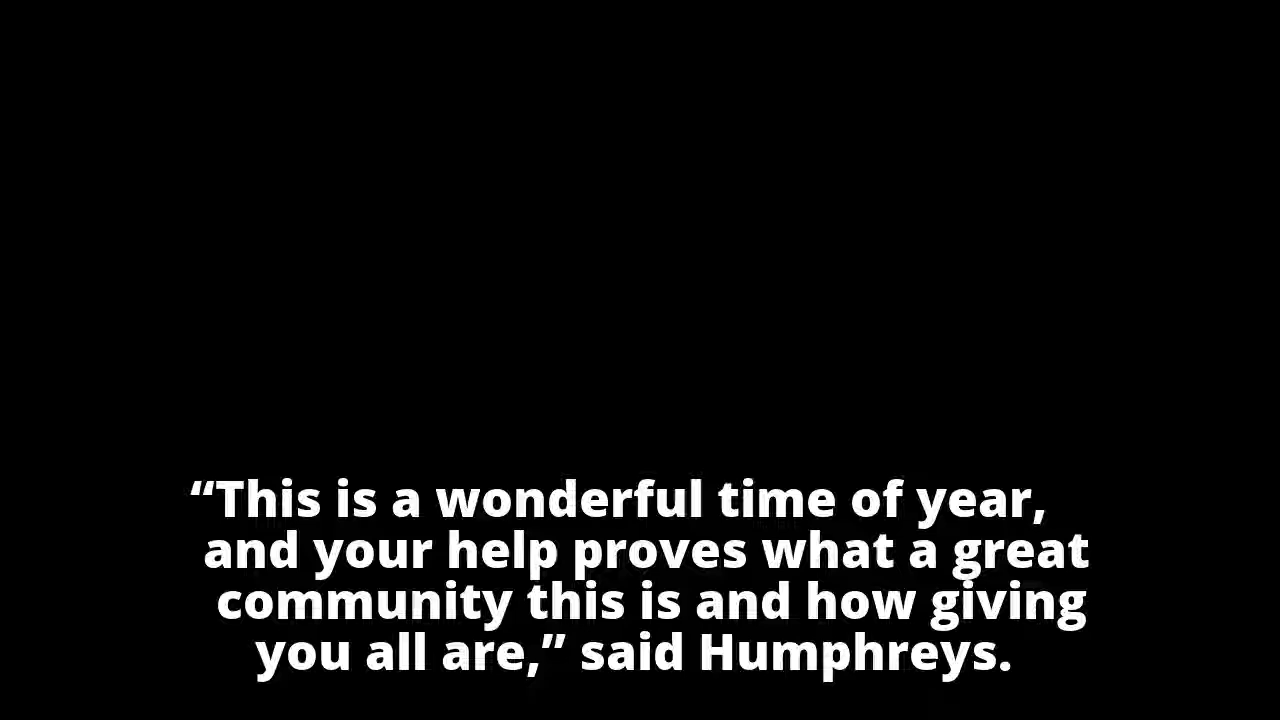 “This is a wonderful time of year,
and your help proves what a great
community this is and how giving
you all are,” said Humphreys.